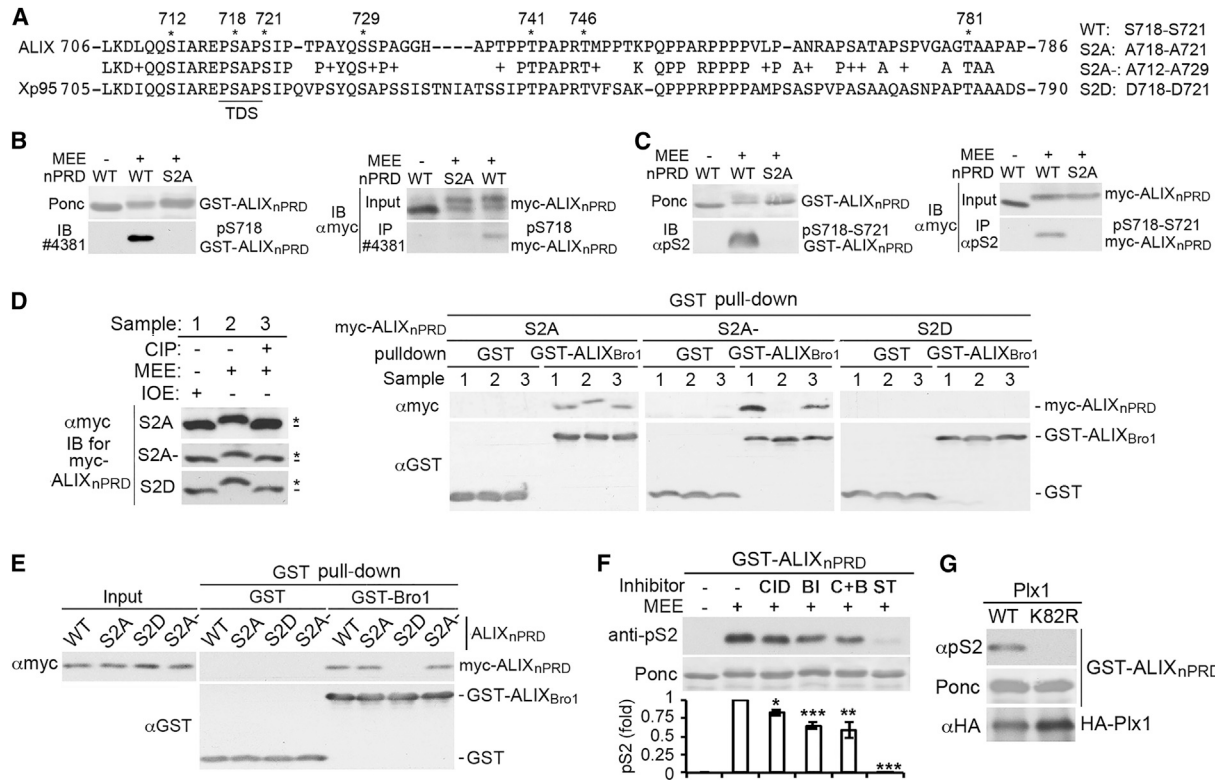 A
712 718 721 729 741 746 781
* * * * * * *
ALIX 706-LKDLQQSIAREPSAPSIP-TPAYQSSPAGGH----APTPPTPAPRTMPPTKPQPPARPPPPVLP-ANRAPSATAPSPVGAGTAAPAP-786
LKD+QQSIAREPSAPSIP P+YQS+P+ + PTPAPRT+ K QPP RPPPP +P A+ P++ A + A TAA
Xp95 705-LKDIQQSIAREPSAPSIPQVPSYQSAPSSISTNIATSSIPTPAPRTVFSAK-QPPPPRPPPPAMPSASPVPASAAQASNPAPTAAADS-790
TDS
WT: S718-S721
S2A: A718-A721
S2A-: A712-A729
S2D: D718-D721
B
MEE - + +
nPRD WT WT S2A
Ponc GST-ALIXnPRD
IB #4381 pS718 GST-ALIXnPRD
MEE - + +
nPRD WT S2A WT
IB αmyc
Input myc-ALIXnPRD
IP #4381 pS718 myc-ALIXnPRD
C
MEE - + +
nPRD WT WT S2A
Ponc GST-ALIXnPRD
IB αpS2 pS718-S721 GST-ALIXnPRD
MEE - + +
nPRD WT WT S2A
IB αmyc
Input myc-ALIXnPRD
IP αpS2 pS718-S721 myc-ALIXnPRD
D
Sample: 1 2 3
CIP: - - +
MEE: - + +
IOE: + - -
αmyc IB for myc-ALIXnPRD
S2A *-
S2A- *-
S2D *-
GST pull-down
myc-ALIXnPRD S2A S2A- S2D
pulldown GST GST-ALIXBro1 GST GST-ALIXBro1 GST GST-ALIXBro1
Sample 1 2 3 1 2 3 1 2 3 1 2 3 1 2 3 1 2 3
αmyc - myc-ALIXnPRD
- GST-ALIXBro1
αGST
- GST
E
GST pull-down
Input GST GST-Bro1
WT S2A S2D S2A- WT S2A S2D S2A- WT S2A S2D S2A- ALIXnPRD
αmyc myc-ALIXnPRD
-GST-ALIXBro1
αGST
-GST
F
GST-ALIXnPRD
Inhibitor - - CID BI C+B ST
MEE - + + + + +
anti-pS2
Ponc
pS2 (fold)
1
0.75
0.5
0.25
0
* *** ** ***
G
Plx1
WT K82R
αpS2
Ponc
GST-ALIXnPRD
αHA HA-Plx1